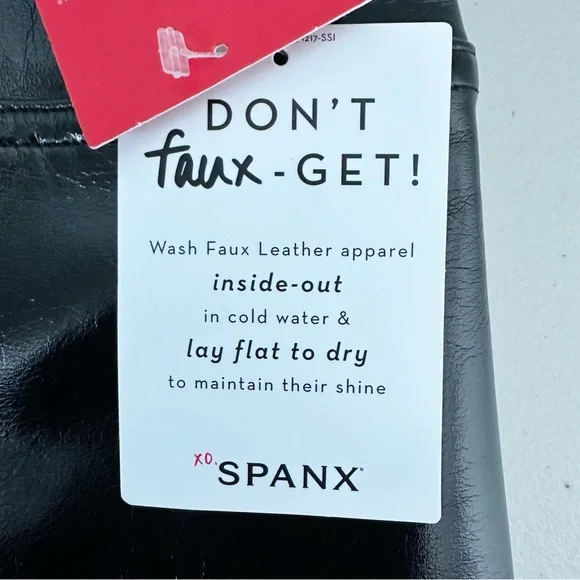 DON'T
faux-GET!
Wash Faux Leather apparel
inside-out
in cold water &
lay flat to dry
to maintain their shine
xo,
SPANX®